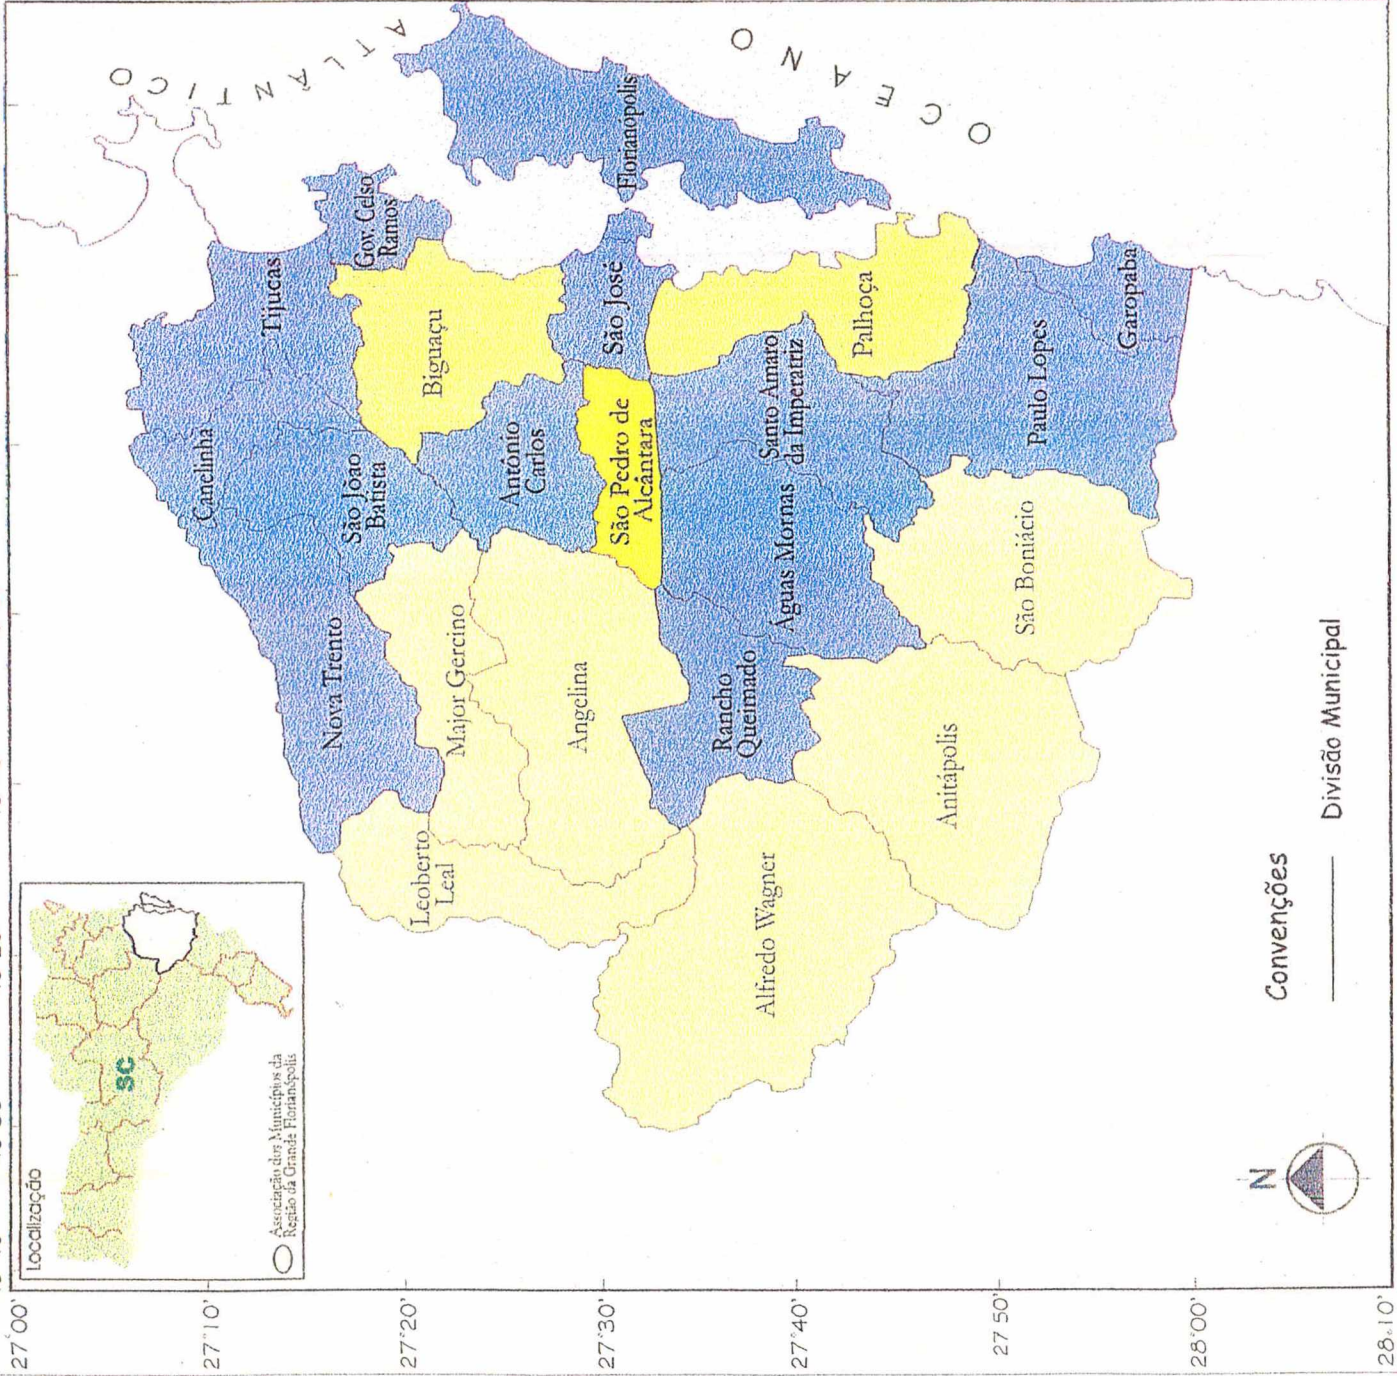 27°00'
27°10'
27°20'
27°30'
27°40'
27°50'
28°00'
28°10'
Localização
SC
Associação dos Municípios da
Região da Grande Florianópolis
OCEANO
ATLÂNTICO
Canelinha
Tijucas
Nova Trento
São João
Batista
Gov. Celso
Ramos
Major Gercino
Biguaçu
Leoberto
Leal
Antônio
Carlos
Angelina
São Pedro de
Alcântara
São José
Florianópolis
Rancho
Queimado
Águas Mornas
Santo Amaro
da Imperatriz
Alfredo Wagner
Palhoça
Anitápolis
São Boniácio
Paulo Lopes
Garopaba
Convenções
Divisão Municipal
N